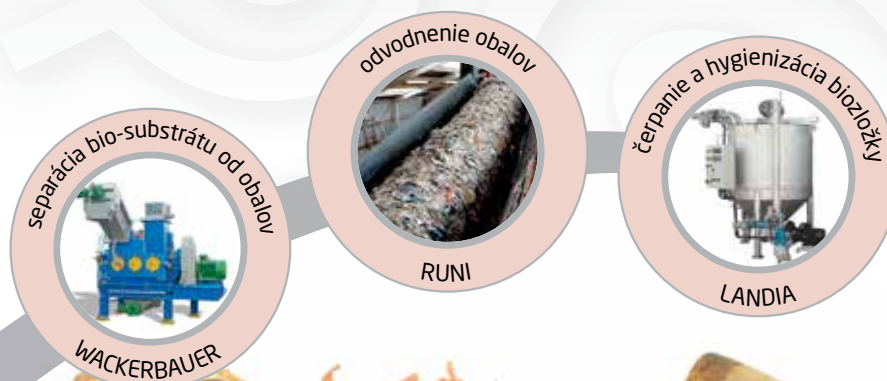 separácia bio-substrátu od obalov
WACKERBAUER
odvodnenie obalov
RUNI
čerpanie a hygienizácia biozložky
LANDIA